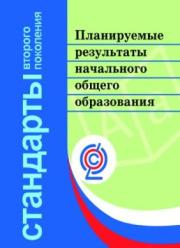 Планируемые
результаты
начального
общего
образования
стандарты
второго
поколения